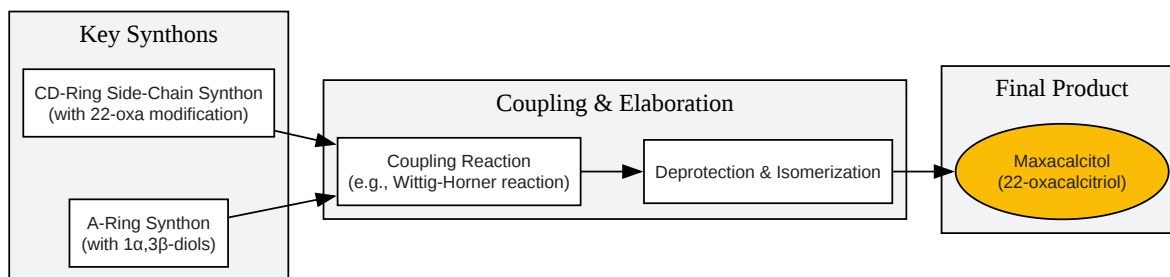 Key Synthons
CD-Ring Side-Chain Synthon
(with 22-oxa modification)
A-Ring Synthon
(with 1α,3β-diols)
Coupling & Elaboration
Coupling Reaction
(e.g., Wittig-Horner reaction)
Deprotection & Isomerization
Final Product
Maxacalcitol
(22-oxacalcitriol)